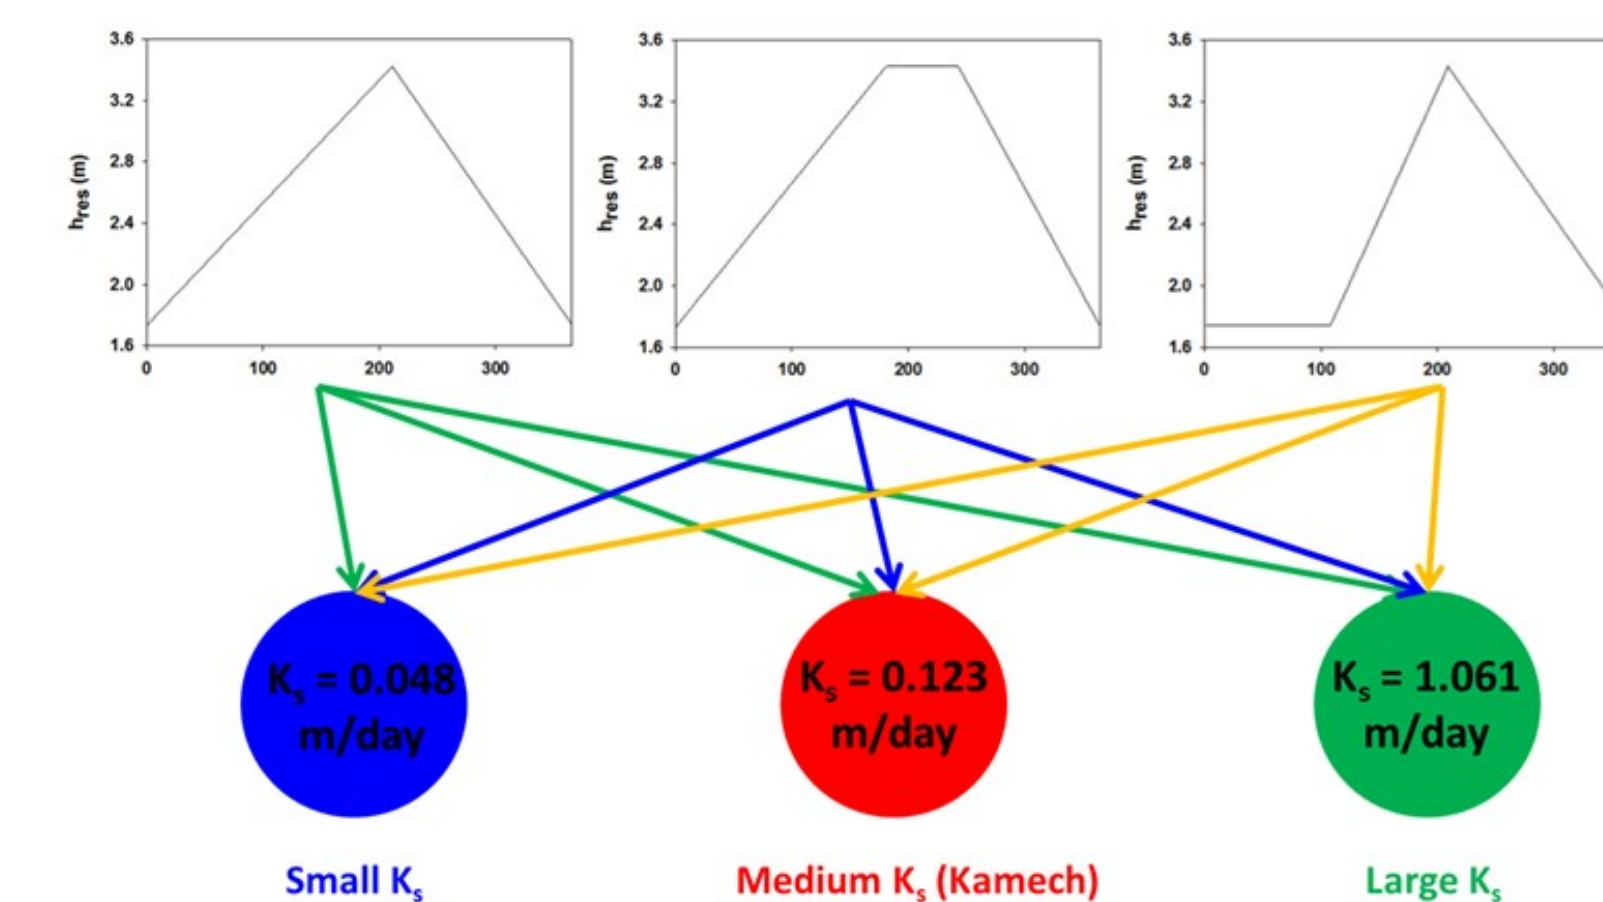 3.6
3.2
2.8
2.4
2.0
1.6
hres (m)
0 100 200 300
3.6
3.2
2.8
2.4
2.0
1.6
hres (m)
0 100 200 300
3.6
3.2
2.8
2.4
2.0
1.6
hres (m)
0 100 200 300
Ks = 0.048
m/day
Ks = 0.123
m/day
Ks = 1.061
m/day
Small Ks
Medium Ks (Kamech)
Large Ks